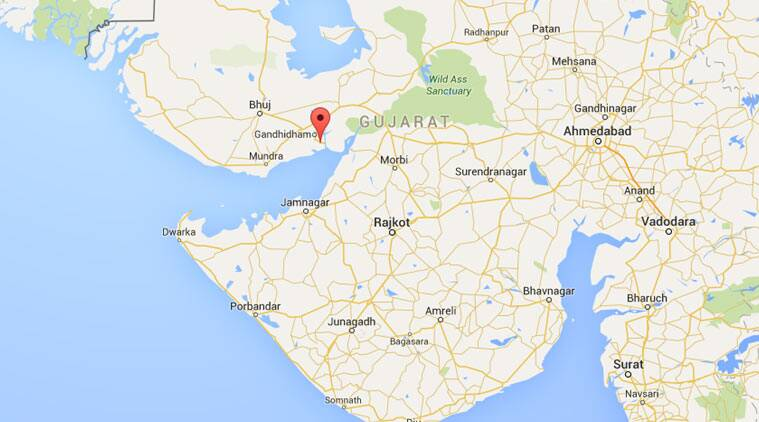 Radhanpur
Patan
Mehsana
Wild Ass
Sanctuary
Bhuj
Gandhinagar
GUJARAT
Gandhidham
Ahmedabad
Mundra
Morbi
Surendranagar
Anand
Jamnagar
Rajkot
Vadodara
Dwarka
Bhavnagar
Bharuch
Porbandar
Amreli
Junagadh
Bagasara
Surat
Navsari
Somnath